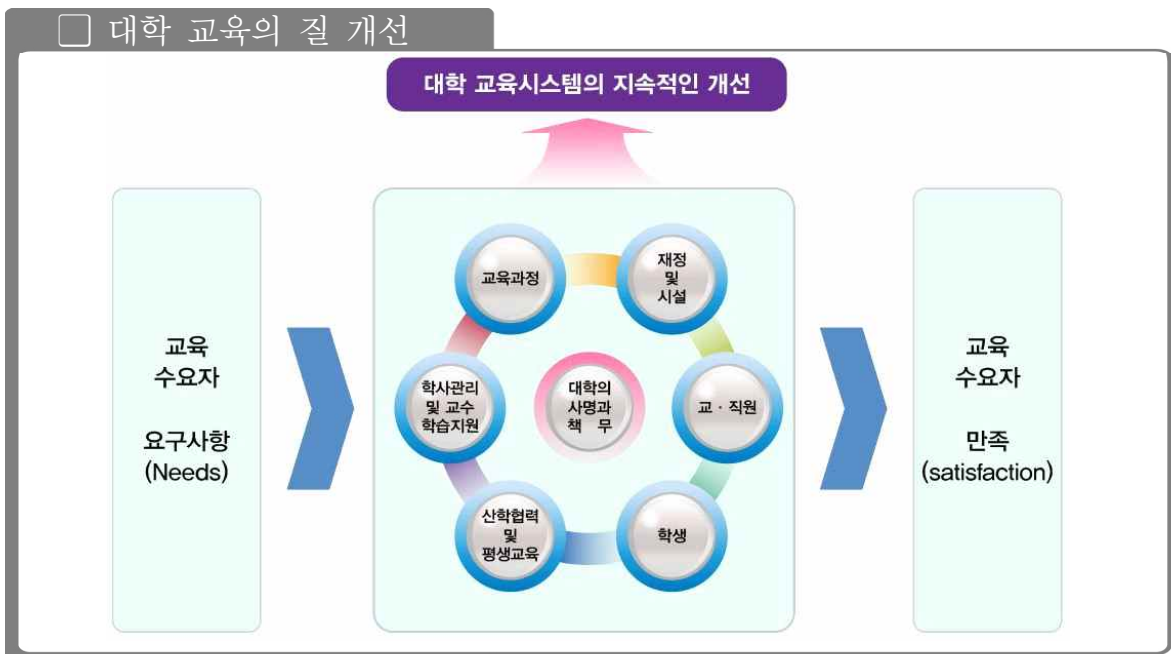 □ 대학 교육의 질 개선
대학 교육시스템의 지속적인 개선
교육
수요자
요구사항
(Needs)
교육과정
재정
및
시설
학사관리
및 교수
학습지원
대학의
사명과
책 무
교 · 직원
산학협력
및
평생교육
학생
교육
수요자
만족
(satisfaction)